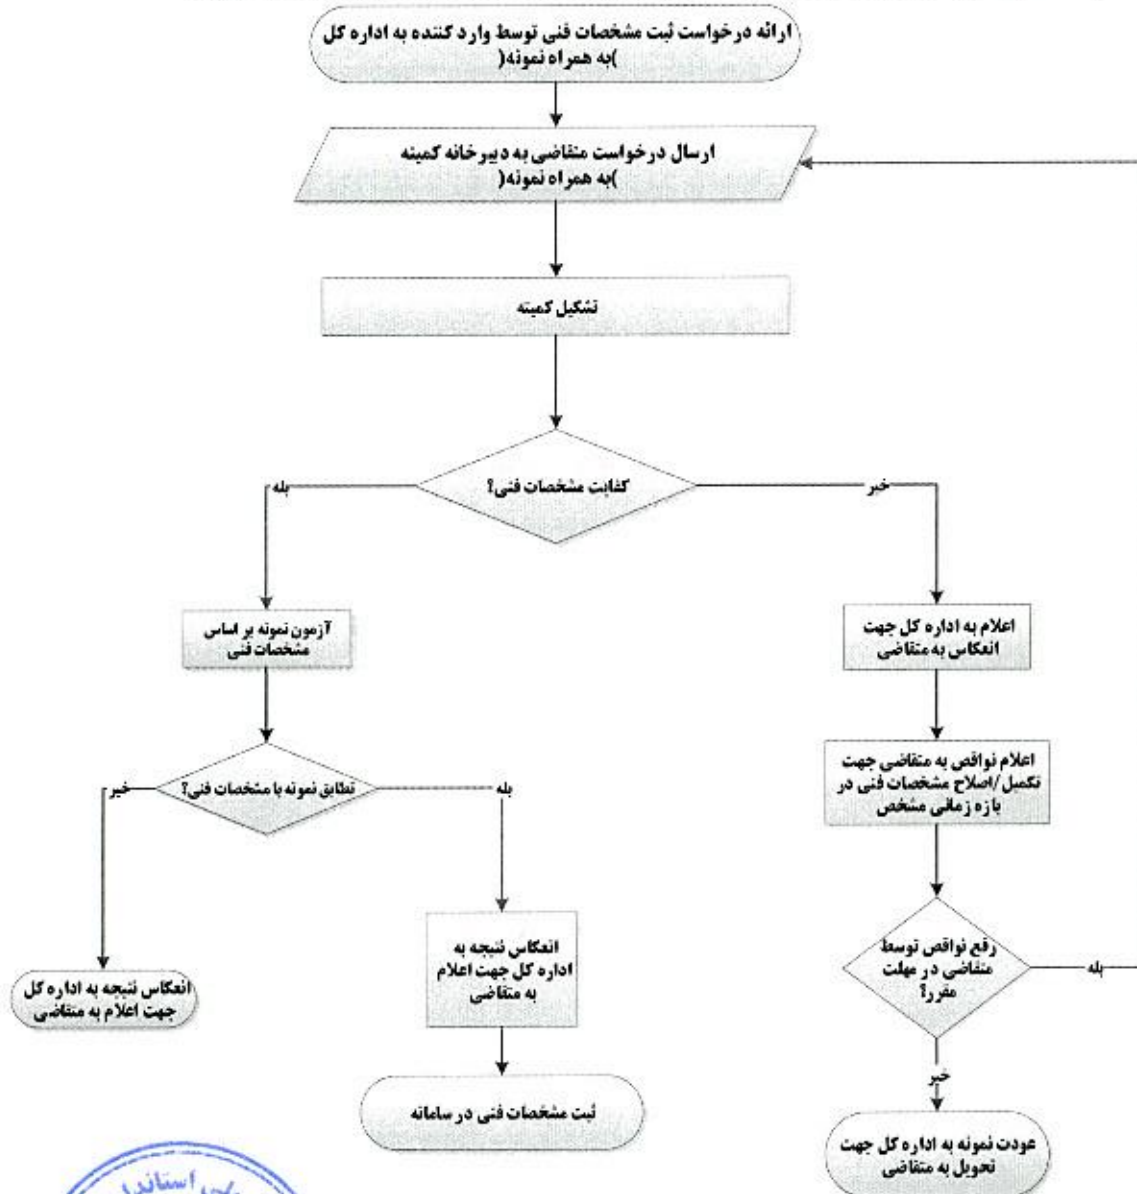 ارائه درخواست ثبت مشخصات فنی توسط وارد کننده به اداره کل
)به همراه نمونه(
ارسال درخواست متقاضی به دبیرخانه کمیته
)به همراه نمونه(
تشکیل کمیته
کفایت مشخصات فنی؟
خیر
بله
آزمون نمونه بر اساس
مشخصات فنی
اعلام به اداره کل جهت
انعکاس به متقاضی
تطابق نمونه با مشخصات فنی؟
بله
خیر
اعلام نواقص به متقاضی جهت
تکمیل/اصلاح مشخصات فنی در
بازه زمانی مشخص
انعکاس نتیجه به
اداره کل جهت اعلام
به متقاضی
رفع نواقص توسط
متقاضی در مهلت
مقرر؟
بله
انعکاس نتیجه به اداره کل
جهت اعلام به متقاضی
خیر
ثبت مشخصات فنی در سامانه
عودت نمونه به اداره کل جهت
تحویل به متقاضی